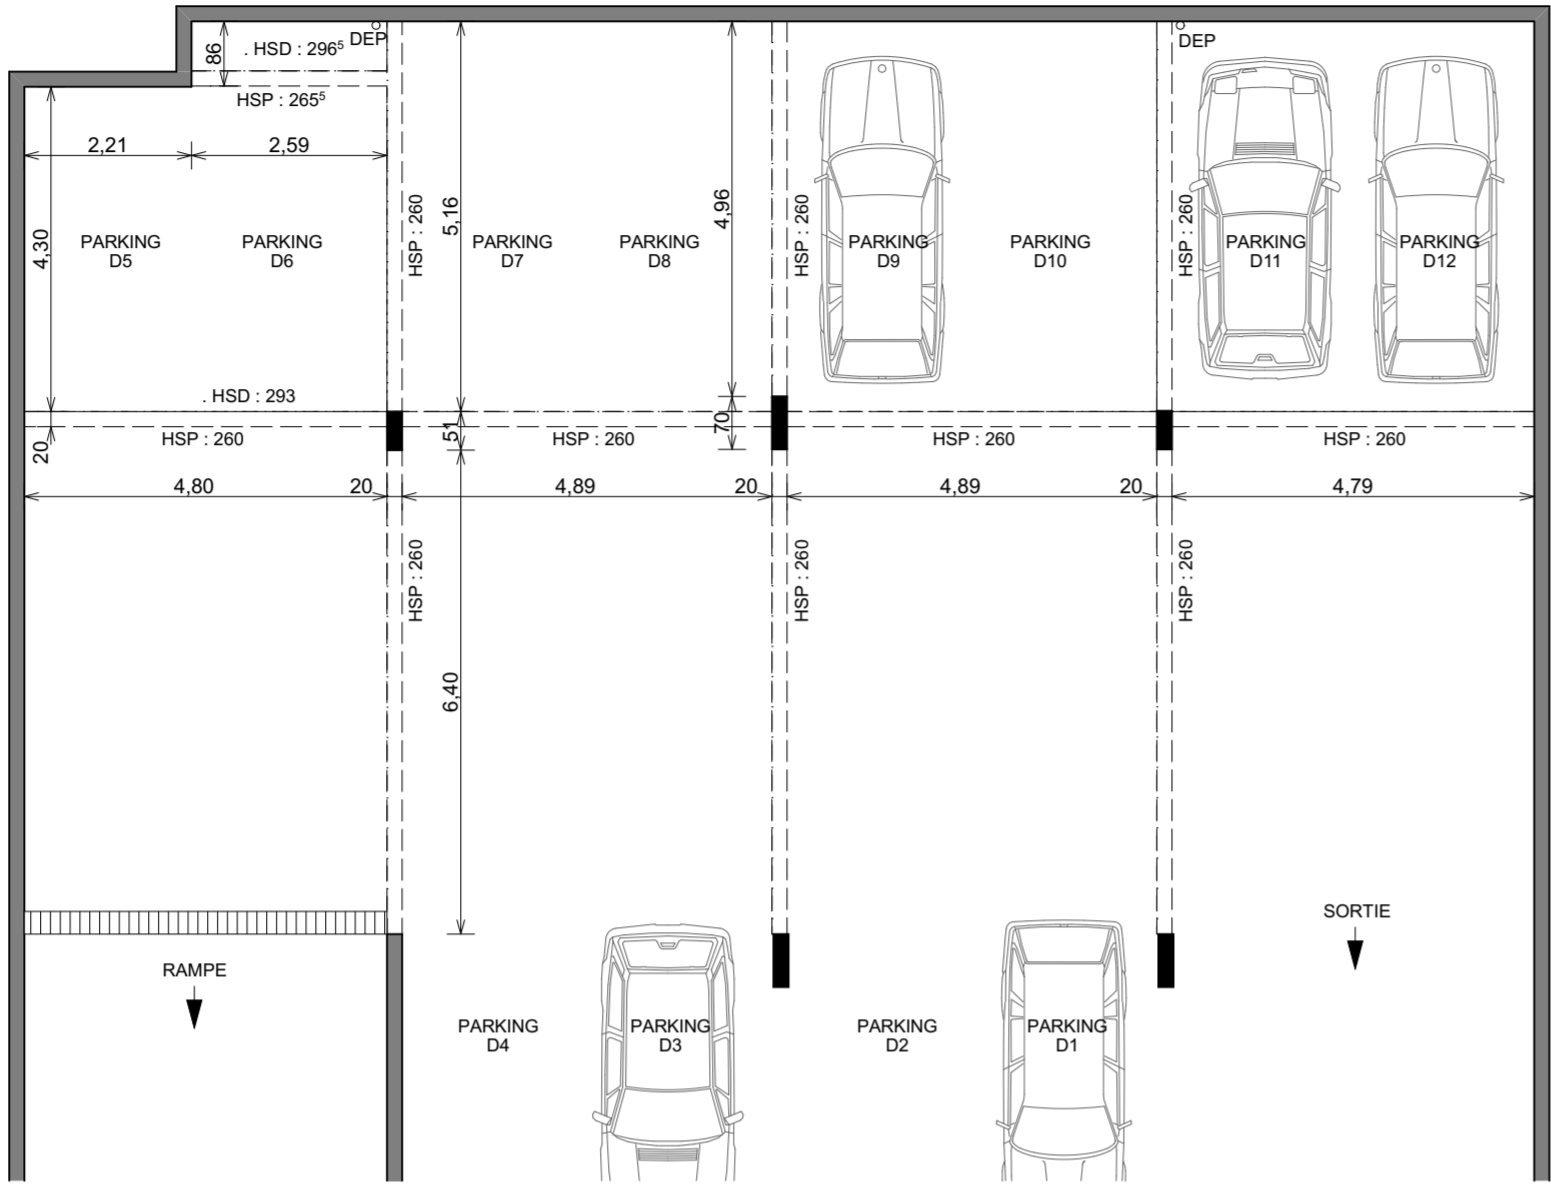 DEP
DEP
86
. HSD : 296⁵
HSP : 265⁵
2,21
2,59
4,30
HSP : 260
5,16
4,96
HSP : 260
HSP : 260
PARKING
D5
PARKING
D6
PARKING
D7
PARKING
D8
PARKING
D9
PARKING
D10
PARKING
D11
PARKING
D12
. HSD : 293
20
HSP : 260
51
HSP : 260
70
HSP : 260
HSP : 260
4,80
20
4,89
20
4,89
20
4,79
HSP : 260
HSP : 260
HSP : 260
6,40
SORTIE
RAMPE
PARKING
D4
PARKING
D3
PARKING
D2
PARKING
D1